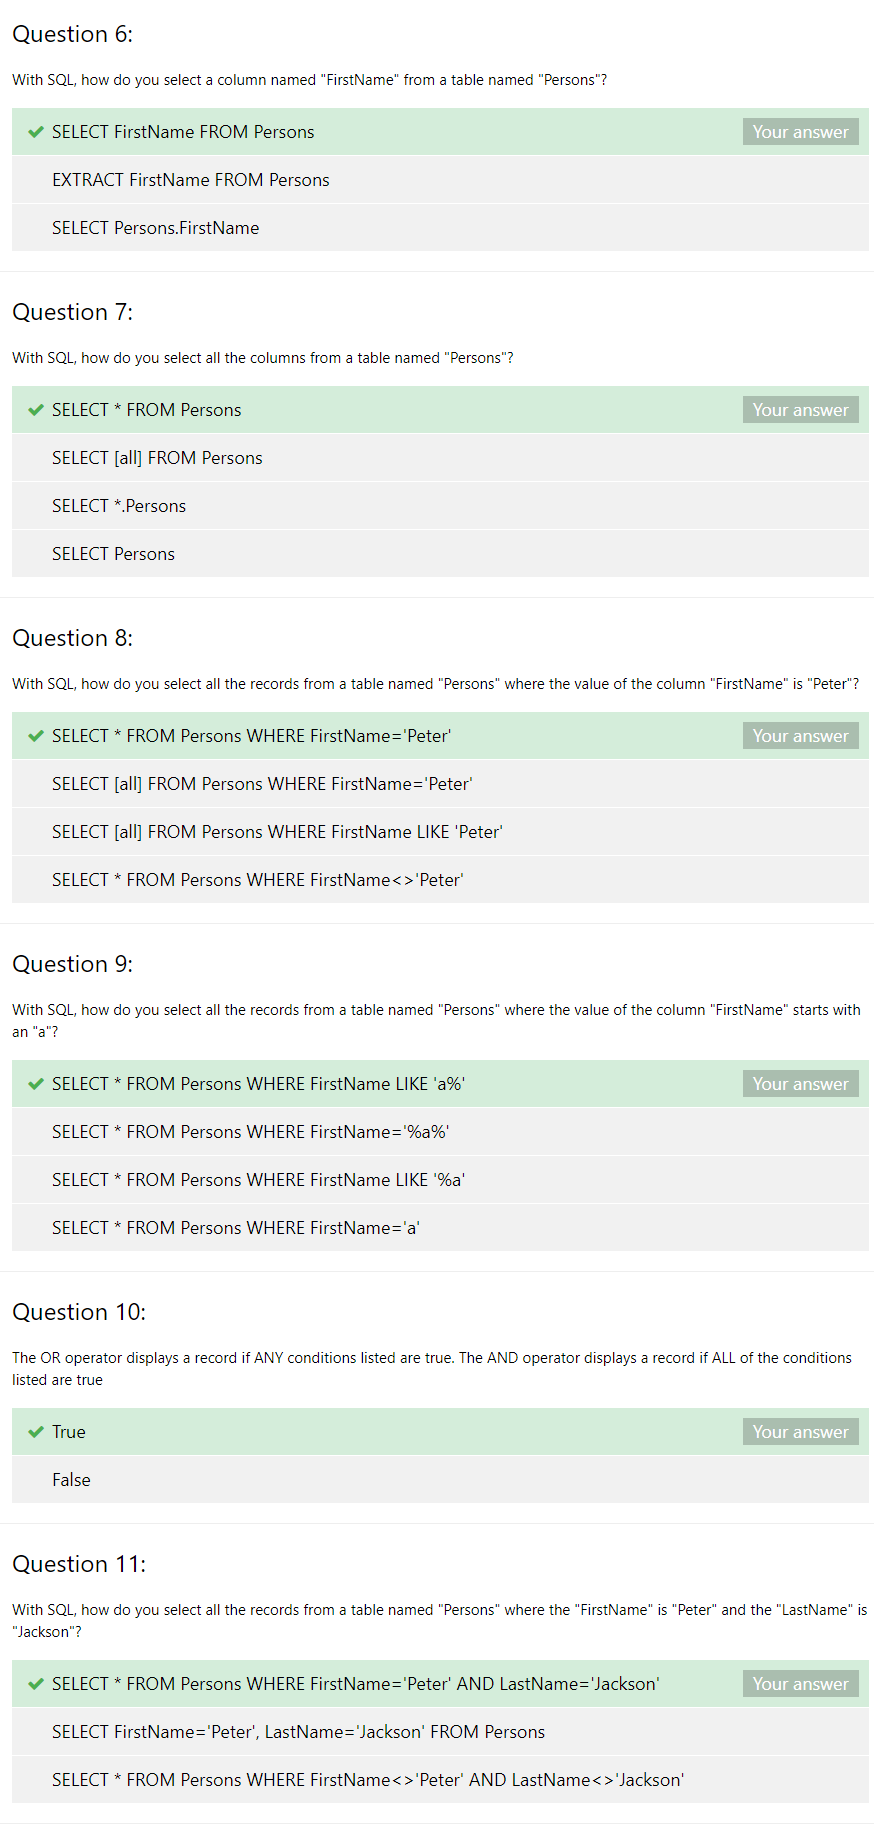 Question 6:
With SQL, how do you select a column named "FirstName" from a table named "Persons"?
SELECT FirstName FROM Persons Your answer
EXTRACT FirstName FROM Persons
SELECT Persons.FirstName
Question 7:
With SQL, how do you select all the columns from a table named "Persons"?
SELECT * FROM Persons Your answer
SELECT [all] FROM Persons
SELECT *.Persons
SELECT Persons
Question 8:
With SQL, how do you select all the records from a table named "Persons" where the value of the column "FirstName" is "Peter"?
SELECT * FROM Persons WHERE FirstName='Peter' Your answer
SELECT [all] FROM Persons WHERE FirstName='Peter'
SELECT [all] FROM Persons WHERE FirstName LIKE 'Peter'
SELECT * FROM Persons WHERE FirstName<>'Peter'
Question 9:
With SQL, how do you select all the records from a table named "Persons" where the value of the column "FirstName" starts with
an "a"?
SELECT * FROM Persons WHERE FirstName LIKE 'a%' Your answer
SELECT * FROM Persons WHERE FirstName='%a%'
SELECT * FROM Persons WHERE FirstName LIKE '%a'
SELECT * FROM Persons WHERE FirstName='a'
Question 10:
The OR operator displays a record if ANY conditions listed are true. The AND operator displays a record if ALL of the conditions
listed are true
True Your answer
False
Question 11:
With SQL, how do you select all the records from a table named "Persons" where the "FirstName" is "Peter" and the "LastName" is
"Jackson"?
SELECT * FROM Persons WHERE FirstName='Peter' AND LastName='Jackson' Your answer
SELECT FirstName='Peter', LastName='Jackson' FROM Persons
SELECT * FROM Persons WHERE FirstName<>'Peter' AND LastName<>'Jackson'